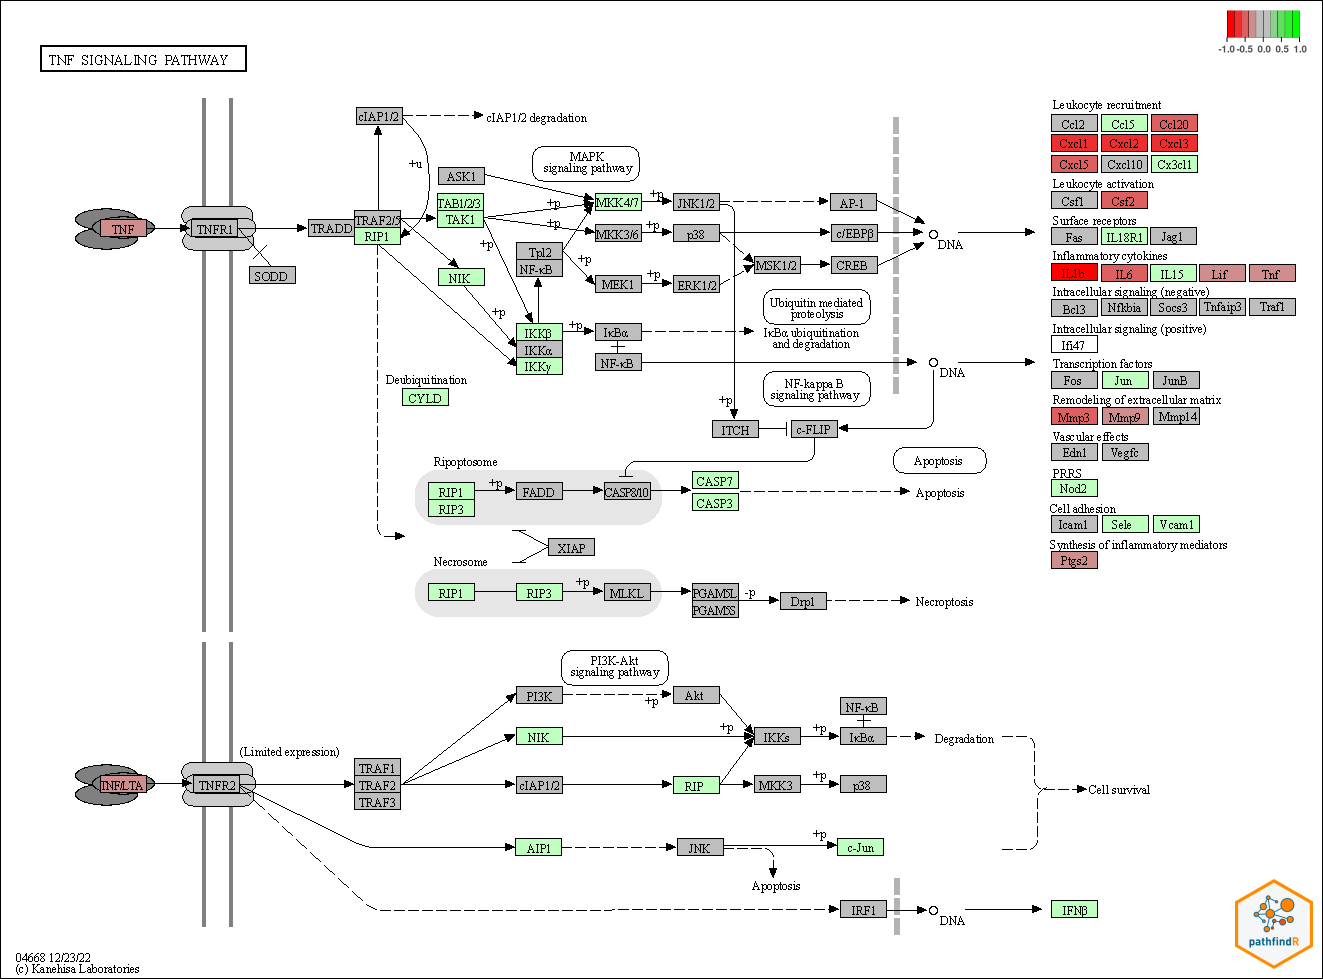 -1.0 -0.5 0.0 0.5 1.0
TNF SIGNALING PATHWAY
cIAP1/2
cIAP1/2 degradation
+u
MAPK
signaling pathway
ASK1
TAB1/2/3
TAK1
MKK4/7
+p
JNK1/2
AP-1
TNF
TNFR1
TRADD
TRAF2/5
RIP1
+p
+p
MKK3/6
+p
p38
c/EBPβ
DNA
SODD
+p
Tpl2
NF-κB
+p
MSK1/2
CREB
NIK
MEK1
+p
ERK1/2
+p
Ubiquitin mediated
proteolysis
IKKβ
IKKα
IKKγ
+p
IκBα
NF-κB
IκBα ubiquitination
and degradation
DNA
Deubiquitination
CYLD
NF-kappa B
signaling pathway
+p
ITCH
c-FLIP
Ripoptosome
Apoptosis
RIP1
RIP3
+p
FADD
CASP8/10
CASP7
CASP3
Apoptosis
XIAP
Necrosome
RIP1
RIP3
+p
MLKL
PGAM5L
PGAM5S
-p
Drp1
Necroptosis
Leukocyte recruitment
Ccl2 Ccl5 Ccl20
Cxcl1 Cxcl2 Cxcl3
Cxcl5 Cxcl10 Cx3cl1
Leukocyte activation
Csf1 Csf2
Surface receptors
Fas IL18R1 Jag1
Inflammatory cytokines
IL1b IL6 IL15 Lif Tnf
Intracellular signaling (negative)
Bcl3 Nfkbia Socs3 Tnfaip3 Traf1
Intracellular signaling (positive)
Ifi47
Transcription factors
Fos Jun JunB
Remodeling of extracellular matrix
Mmp3 Mmp9 Mmp14
Vascular effects
Edn1 Vegfc
PRRS
Nod2
Cell adhesion
Icam1 Sele Vcam1
Synthesis of inflammatory mediators
Ptgs2
PI3K-Akt
signaling pathway
PI3K
+p
Akt
NF-κB
NIK
+p
IKKs
+p
IκBα
Degradation
(Limited expression)
TNF/LTA
TNFR2
TRAF1
TRAF2
TRAF3
cIAP1/2
RIP
MKK3
+p
p38
Cell survival
AIP1
JNK
+p
c-Jun
Apoptosis
IRF1
DNA
IFNβ
pathfindR
04668 12/23/22
(c) Kanehisa Laboratories